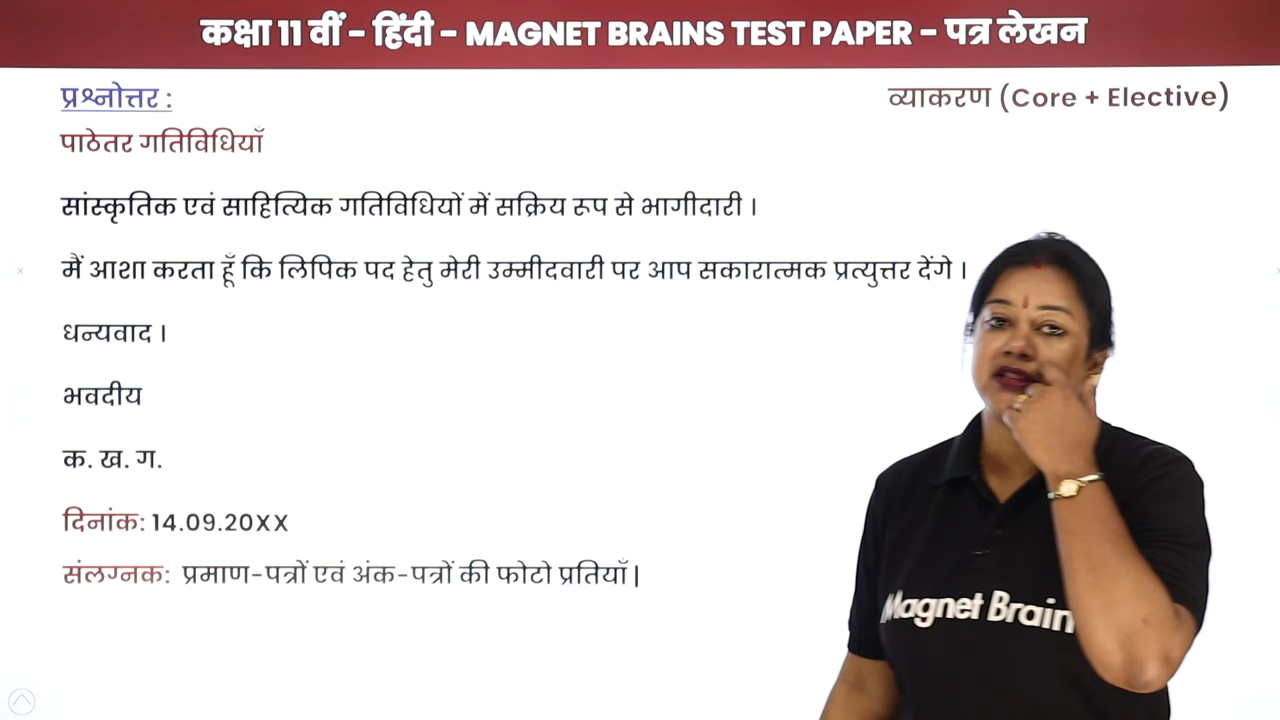 कक्षा 11 वीं - हिंदी - MAGNET BRAINS TEST PAPER - पत्र लेखन
प्रश्नोत्तर :
व्याकरण (Core + Elective)
पाठेतर गतिविधियाँ
सांस्कृतिक एवं साहित्यिक गतिविधियों में सक्रिय रूप से भागीदारी ।
मैं आशा करता हूँ कि लिपिक पद हेतु मेरी उम्मीदवारी पर आप सकारात्मक प्रत्युत्तर देंगे ।
धन्यवाद ।
भवदीय
क. ख. ग.
दिनांक: 14.09.20XX
संलग्नक: प्रमाण-पत्रों एवं अंक-पत्रों की फोटो प्रतियाँ |
Magnet Brain